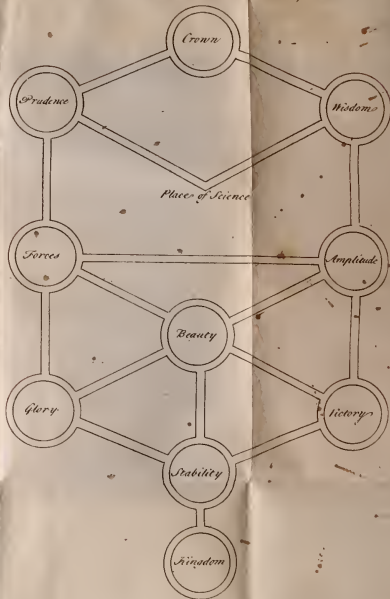 Crown
Prudence
Wisdom
Place of Science
Forces
Amplitude
Beauty
Glory
Victory
Stability
Kingdom